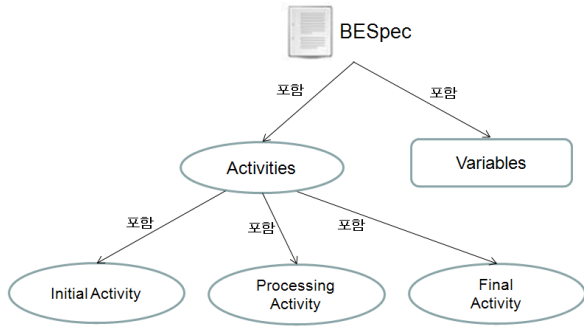 BESpec
포함
포함
Activities
Variables
포함
포함
포함
Initial Activity
Processing
Activity
Final
Activity